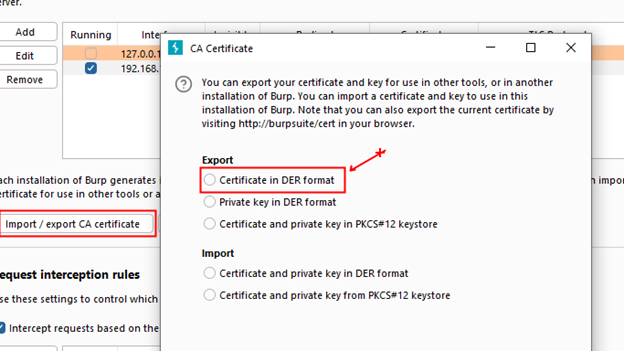 erver.
Add
Edit
Remove
Running
127.0.0.1
192.168.
CA Certificate
You can export your certificate and key for use in other tools, or in another
installation of Burp. You can import a certificate and key to use in this
installation of Burp. Note that you can also export the current certificate by
visiting http://burpsuite/cert in your browser.
Export
Certificate in DER format
Private key in DER format
Certificate and private key in PKCS#12 keystore
Import
Certificate and private key in DER format
Certificate and private key from PKCS#12 keystore
ach installation of Burp generates i
n impor
ertificate for use in other tools or a
Import / export CA certificate
equest interception rules
se these settings to control which
Intercept requests based on the